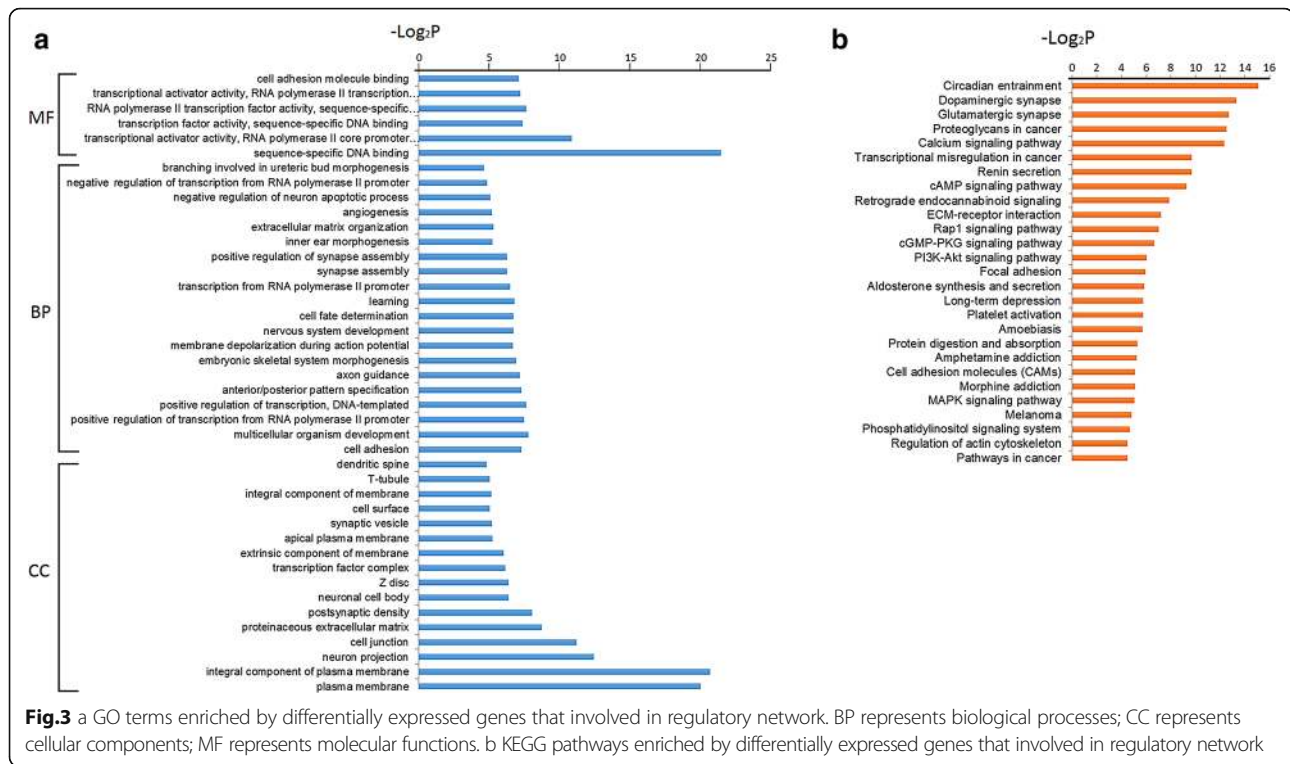 a
-Log₂P
0 5 10 15 20 25
MF
cell adhesion molecule binding
transcriptional activator activity, RNA polymerase II transcription...
RNA polymerase II transcription factor activity, sequence-specific...
transcription factor activity, sequence-specific DNA binding
transcriptional activator activity, RNA polymerase II core promoter...
sequence-specific DNA binding
BP
branching involved in ureteric bud morphogenesis
negative regulation of transcription from RNA polymerase II promoter
negative regulation of neuron apoptotic process
angiogenesis
extracellular matrix organization
inner ear morphogenesis
positive regulation of synapse assembly
synapse assembly
transcription from RNA polymerase II promoter
learning
cell fate determination
nervous system development
membrane depolarization during action potential
embryonic skeletal system morphogenesis
axon guidance
anterior/posterior pattern specification
positive regulation of transcription, DNA-templated
positive regulation of transcription from RNA polymerase II promoter
multicellular organism development
cell adhesion
CC
dendritic spine
T-tubule
integral component of membrane
cell surface
synaptic vesicle
apical plasma membrane
extrinsic component of membrane
transcription factor complex
Z disc
neuronal cell body
postsynaptic density
proteinaceous extracellular matrix
cell junction
neuron projection
integral component of plasma membrane
plasma membrane
b
-Log₂P
0 2 4 6 8 10 12 14 16
Circadian entrainment
Dopaminergic synapse
Glutamatergic synapse
Proteoglycans in cancer
Calcium signaling pathway
Transcriptional misregulation in cancer
Renin secretion
cAMP signaling pathway
Retrograde endocannabinoid signaling
ECM-receptor interaction
Rap1 signaling pathway
cGMP-PKG signaling pathway
PI3K-Akt signaling pathway
Focal adhesion
Aldosterone synthesis and secretion
Long-term depression
Platelet activation
Amoebiasis
Protein digestion and absorption
Amphetamine addiction
Cell adhesion molecules (CAMs)
Morphine addiction
MAPK signaling pathway
Melanoma
Phosphatidylinositol signaling system
Regulation of actin cytoskeleton
Pathways in cancer
Fig.3 a GO terms enriched by differentially expressed genes that involved in regulatory network. BP represents biological processes; CC represents
cellular components; MF represents molecular functions. b KEGG pathways enriched by differentially expressed genes that involved in regulatory network